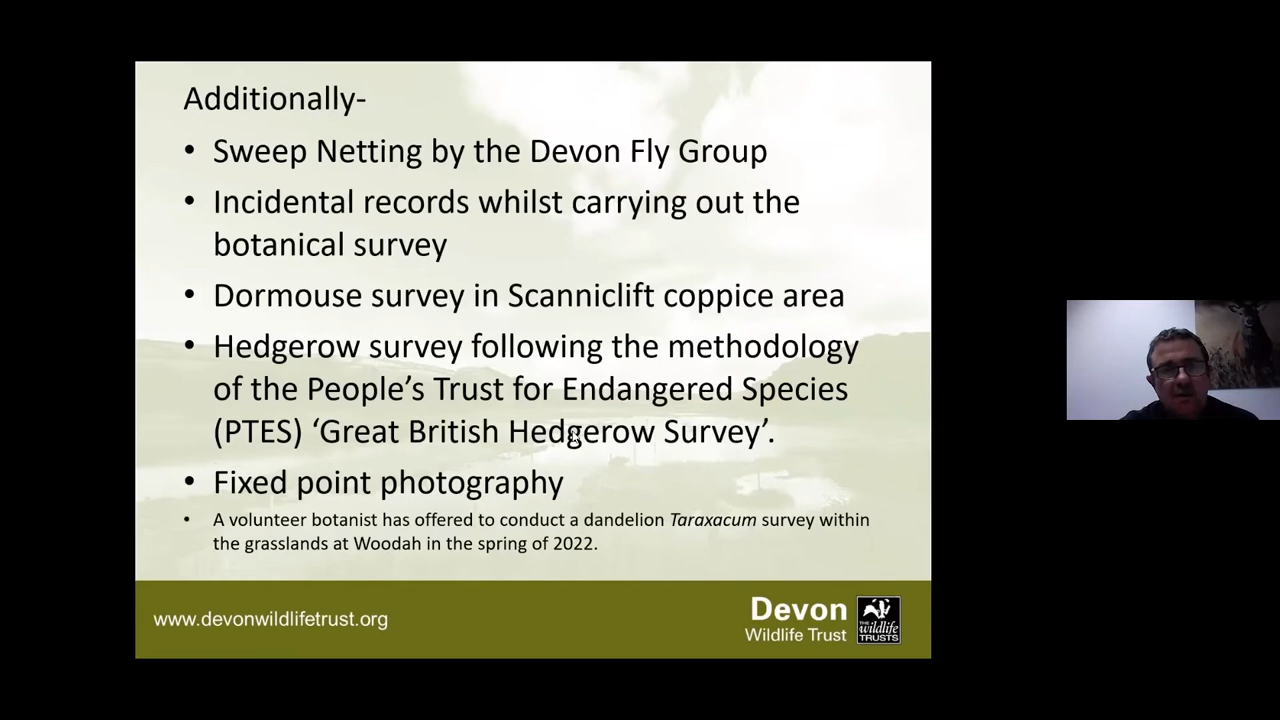 Additionally-
• Sweep Netting by the Devon Fly Group
• Incidental records whilst carrying out the
botanical survey
• Dormouse survey in Scanniclift coppice area
• Hedgerow survey following the methodology
of the People’s Trust for Endangered Species
(PTES) ‘Great British Hedgerow Survey’.
• Fixed point photography
• A volunteer botanist has offered to conduct a dandelion Taraxacum survey within
the grasslands at Woodah in the spring of 2022.
www.devonwildlifetrust.org
Devon
Wildlife Trust
THE
wildlife
TRUSTS